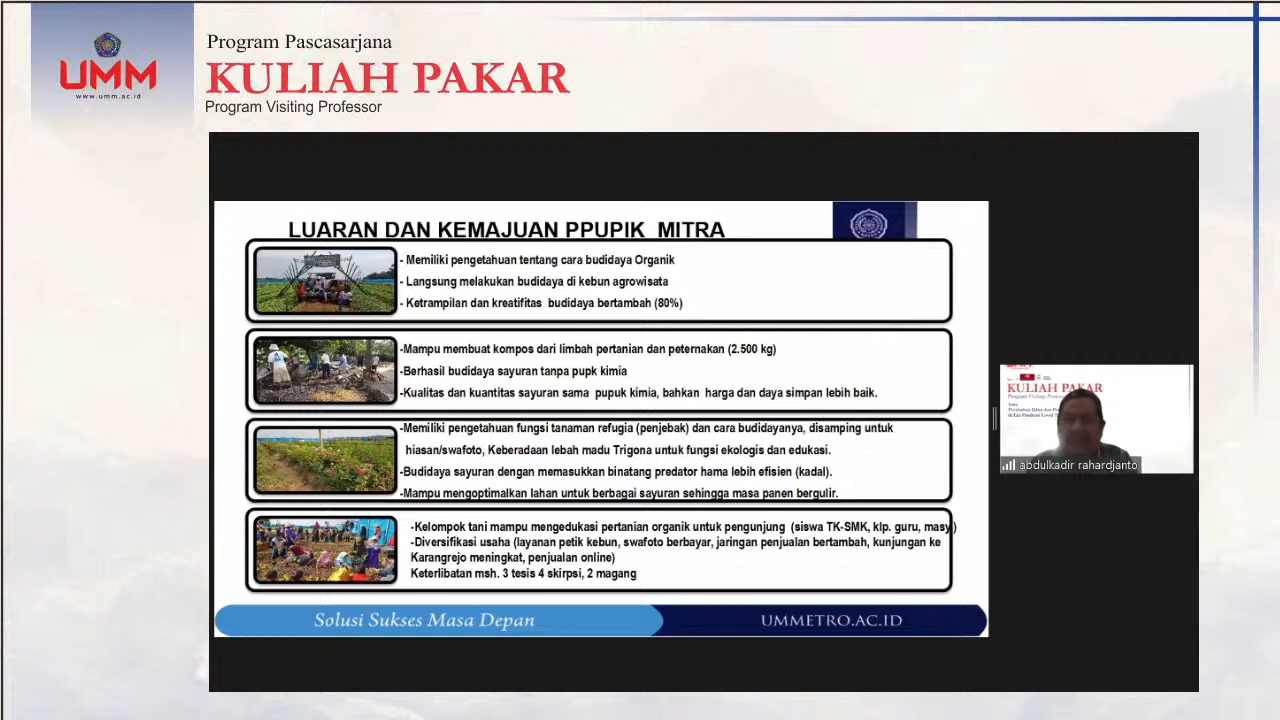 UMM
www.umm.ac.id
Program Pascasarjana
KULIAH PAKAR
Program Visiting Professor
LUARAN DAN KEMAJUAN PPUPIK MITRA
- Memiliki pengetahuan tentang cara budidaya Organik
- Langsung melakukan budidaya di kebun agrowisata
- Ketrampilan dan kreatifitas budidaya bertambah (80%)
-Mampu membuat kompos dari limbah pertanian dan peternakan (2.500 kg)
-Berhasil budidaya sayuran tanpa pupk kimia
-Kualitas dan kuantitas sayuran sama pupuk kimia, bahkan harga dan daya simpan lebih baik.
-Memiliki pengetahuan fungsi tanaman refugia (penjebak) dan cara budidayanya, disamping untuk
hiasan/swafoto, Keberadaan lebah madu Trigona untuk fungsi ekologis dan edukasi.
-Budidaya sayuran dengan memasukkan binatang predator hama lebih efisien (kadal).
-Mampu mengoptimalkan lahan untuk berbagai sayuran sehingga masa panen bergulir.
-Kelompok tani mampu mengedukasi pertanian organik untuk pengunjung (siswa TK-SMK, klp. guru, masy)
-Diversifikasi usaha (layanan petik kebun, swafoto berbayar, jaringan penjualan bertambah, kunjungan ke
Karangrejo meningkat, penjualan online)
Keterlibatan msh. 3 tesis 4 skirpsi, 2 magang
Solusi Sukses Masa Depan
UMMETRO.AC.ID
KULIAH PAKAR
Program Visiting
abdulkadir rahardjanto